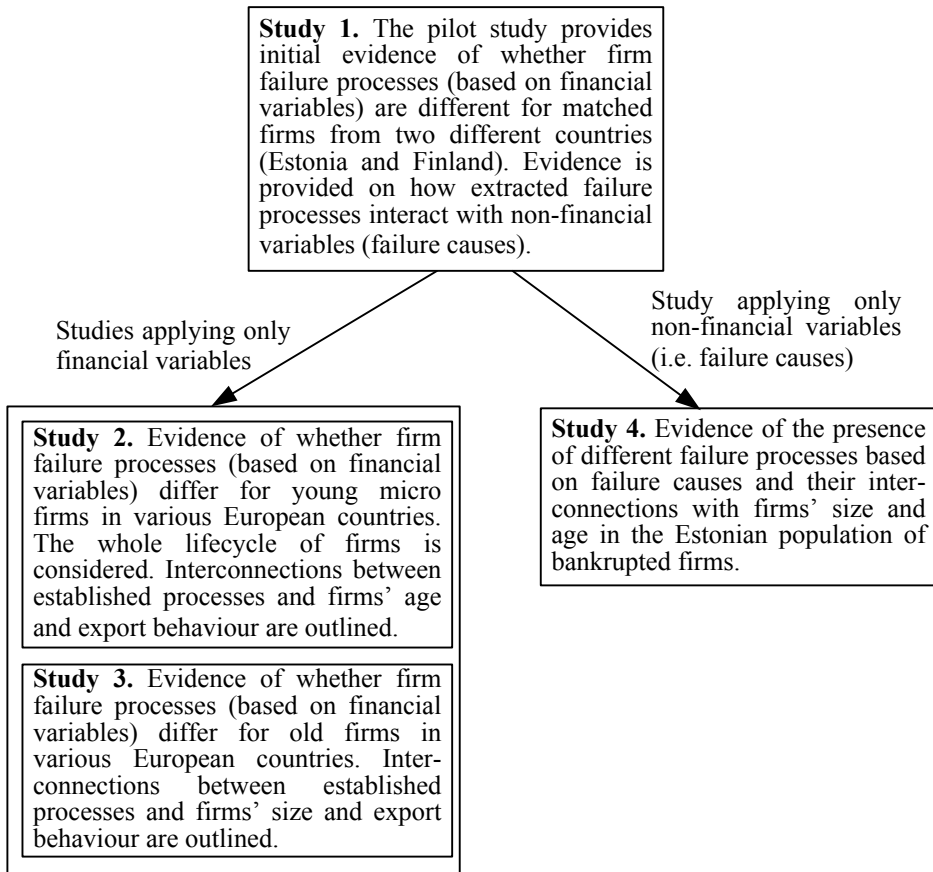 Study 1. The pilot study provides
initial evidence of whether firm
failure processes (based on financial
variables) are different for matched
firms from two different countries
(Estonia and Finland). Evidence is
provided on how extracted failure
processes interact with non-financial
variables (failure causes).
Studies applying only
financial variables
Study applying only
non-financial variables
(i.e. failure causes)
Study 2. Evidence of whether firm
failure processes (based on financial
variables) differ for young micro
firms in various European countries.
The whole lifecycle of firms is
considered. Interconnections between
established processes and firms’ age
and export behaviour are outlined.
Study 3. Evidence of whether firm
failure processes (based on financial
variables) differ for old firms in
various European countries. Inter-
connections between established
processes and firms’ size and export
behaviour are outlined.
Study 4. Evidence of the presence
of different failure processes based
on failure causes and their inter-
connections with firms’ size and
age in the Estonian population of
bankrupted firms.